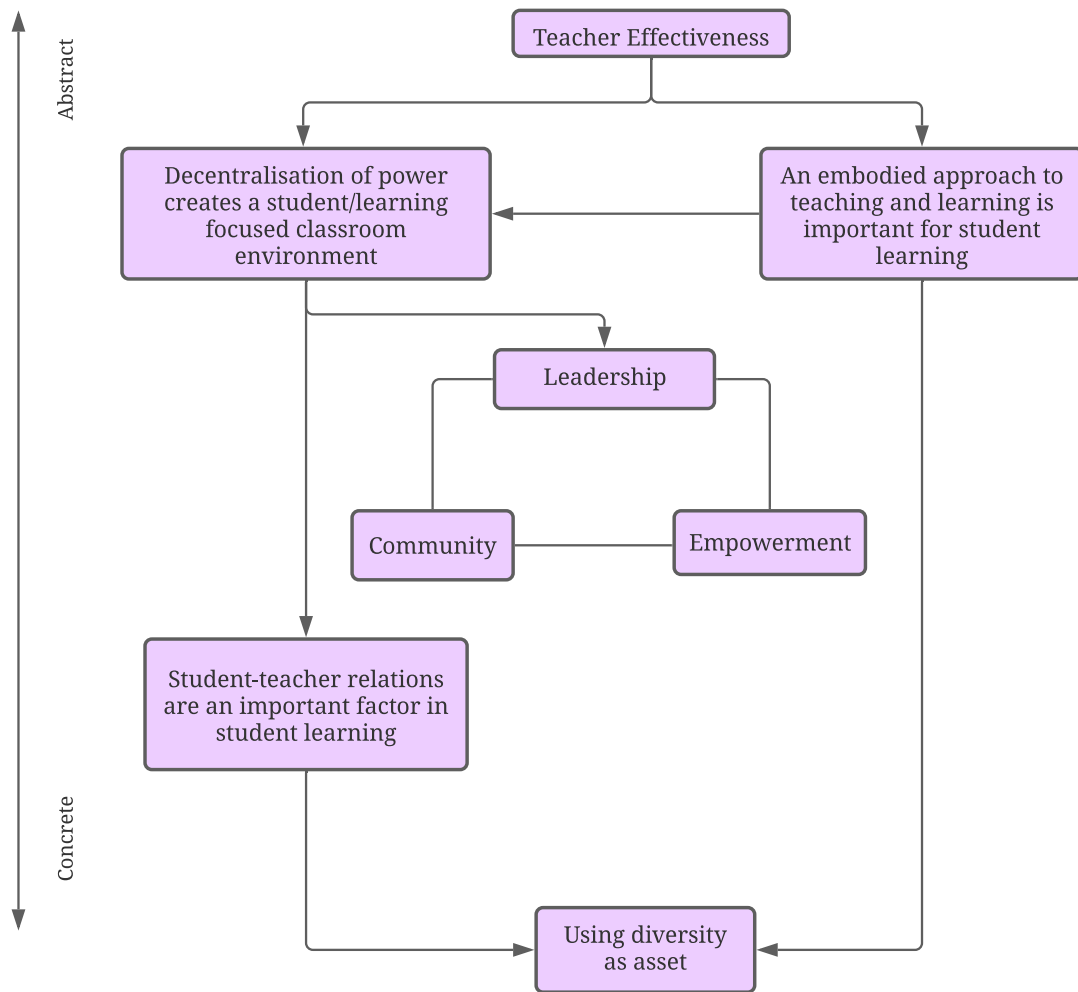 Teacher Effectiveness
Abstract
Decentralisation of power
creates a student/learning
focused classroom
environment
An embodied approach to
teaching and learning is
important for student
learning
Leadership
Community
Empowerment
Student-teacher relations
are an important factor in
student learning
Concrete
Using diversity
as asset